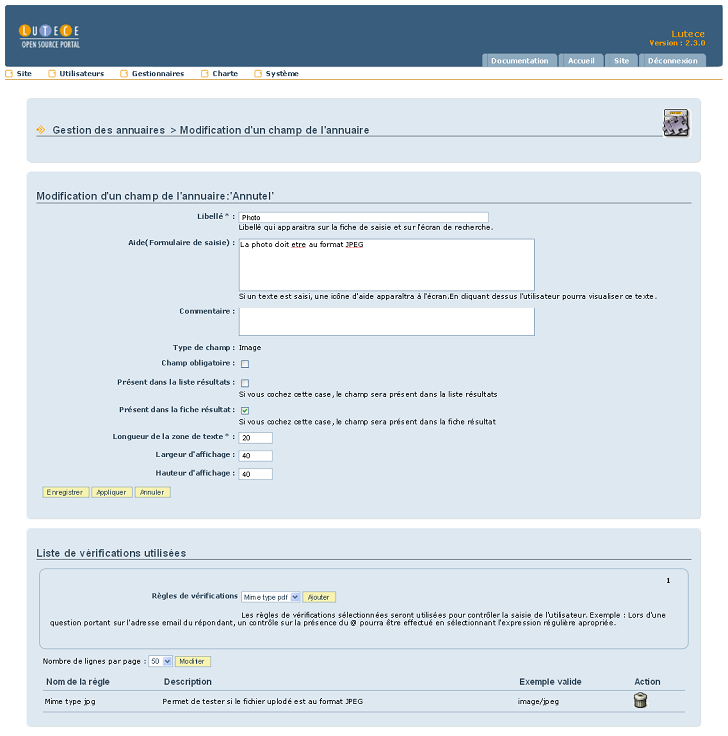 LUTECE
OPEN SOURCE PORTAL
Lutece
Version : 2.3.0
Documentation Accueil Site Déconnexion
Site Utilisateurs Gestionnaires Charte Système
Gestion des annuaires > Modification d'un champ de l'annuaire
Modification d'un champ de l'annuaire:'Annutel'
Libellé * : Photo
Libellé qui apparaitra sur la fiche de saisie et sur l'écran de recherche.
Aide(Formulaire de saisie) : La photo doit etre au format JPEG
Si un texte est saisi, une icône d'aide apparaîtra à l'écran.En cliquant dessus l'utilisateur pourra visualiser ce texte.
Commentaire :
Type de champ : Image
Champ obligatoire :
Présent dans la liste résultats :
Si vous cochez cette case, le champ sera présent dans la liste résultats
Présent dans la fiche résultat :
Si vous cochez cette case, le champ sera présent dans la fiche résultat
Longueur de la zone de texte * : 20
Largeur d'affichage : 40
Hauteur d'affichage : 40
Enregistrer Appliquer Annuler
Liste de vérifications utilisées
1
Règles de vérifications Mime type pdf Ajouter
Les règles de vérifications sélectionnées seront utilisées pour contrôler la saisie de l'utilisateur. Exemple : Lors d'une
question portant sur l'adresse email du répondant, un contrôle sur la présence du @ pourra être effectué en sélectionnant l'expression régulière apropriée.
Nombre de lignes par page : 50 Modifier
Nom de la règle Description Exemple valide Action
Mime type jpg Permet de tester si le fichier uplodé est au format JPEG image/jpeg